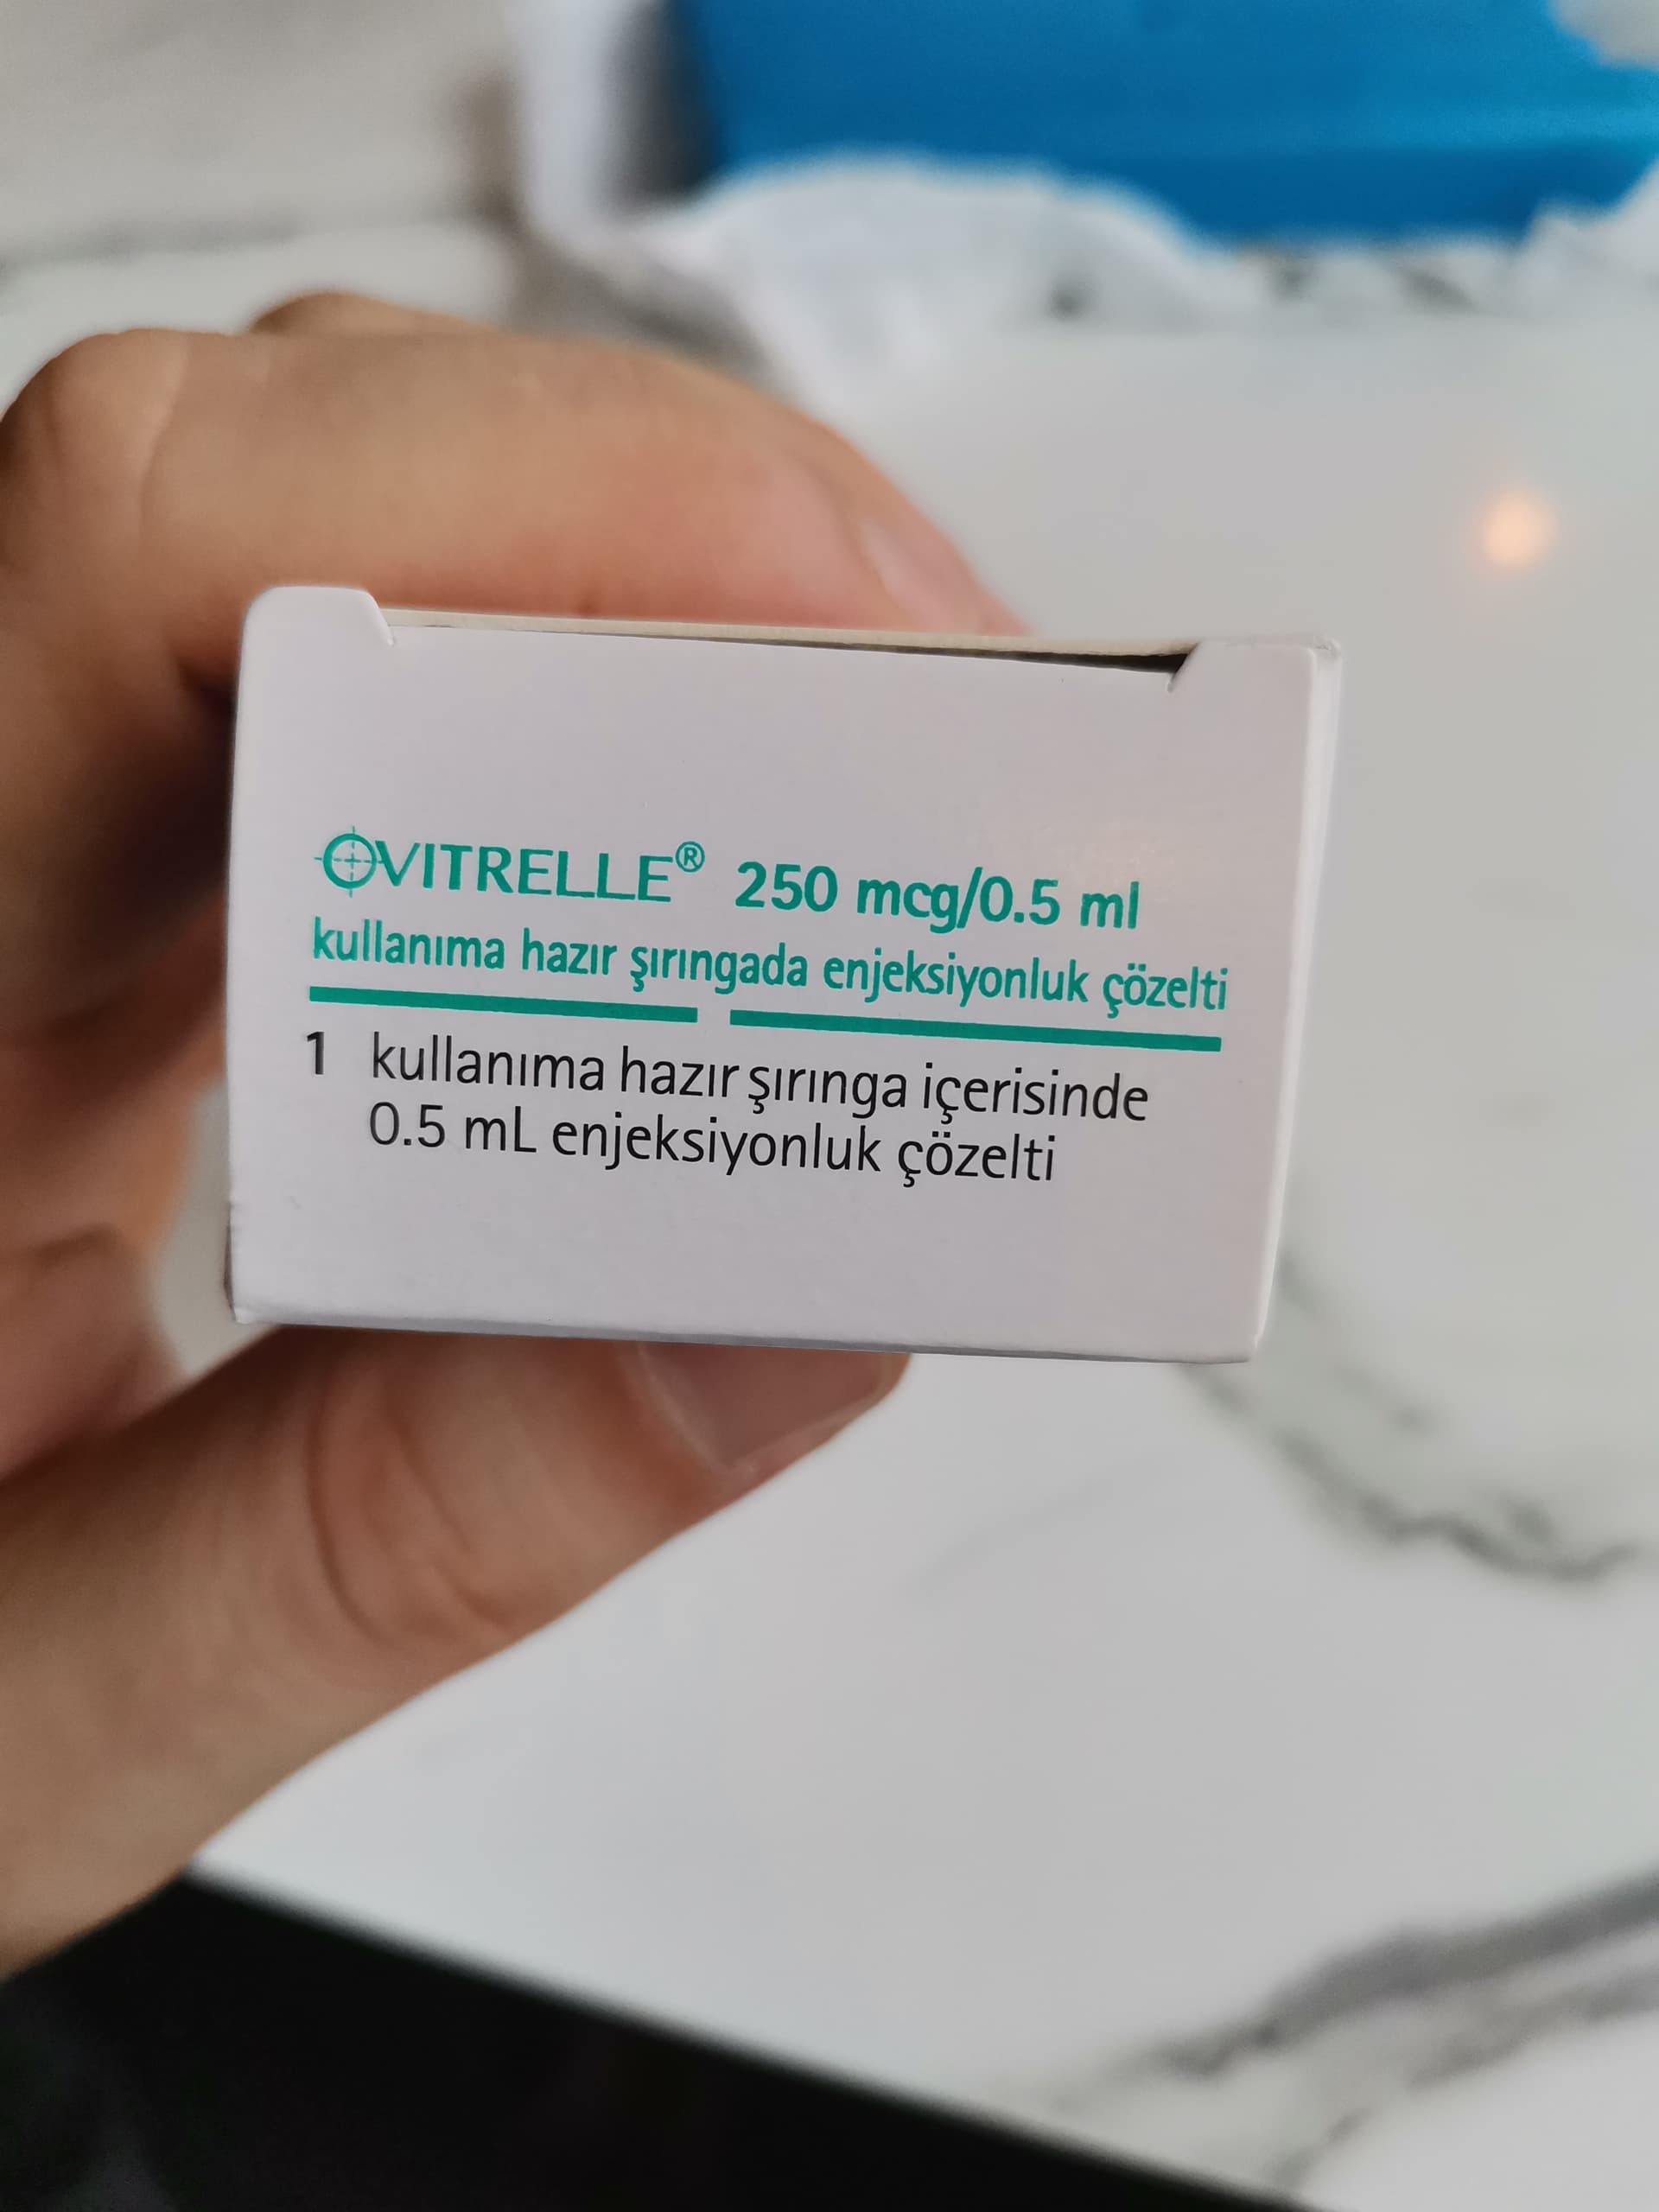 OVITRELLE® 250 mcg/0.5 ml
kullanıma hazır şırıngada enjeksiyonluk çözelti
1 kullanıma hazır şırınga içerisinde
0.5 mL enjeksiyonluk çözelti